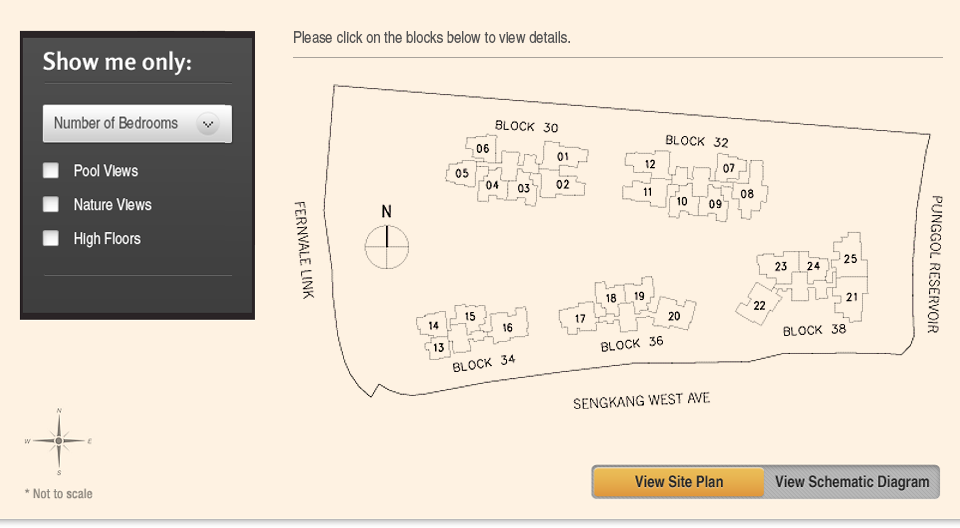 Show me only:
Number of Bedrooms
Pool Views
Nature Views
High Floors
Please click on the blocks below to view details.
BLOCK 30
06
01
05
04
03
02
BLOCK 32
12
07
11
10
09
08
N
FERNVALE LINK
PUNGGOL RESERVOIR
23
24
25
22
21
BLOCK 38
18
19
17
20
BLOCK 36
14
15
16
13
BLOCK 34
SENGKANG WEST AVE
N
W
E
S
* Not to scale
View Site Plan
View Schematic Diagram